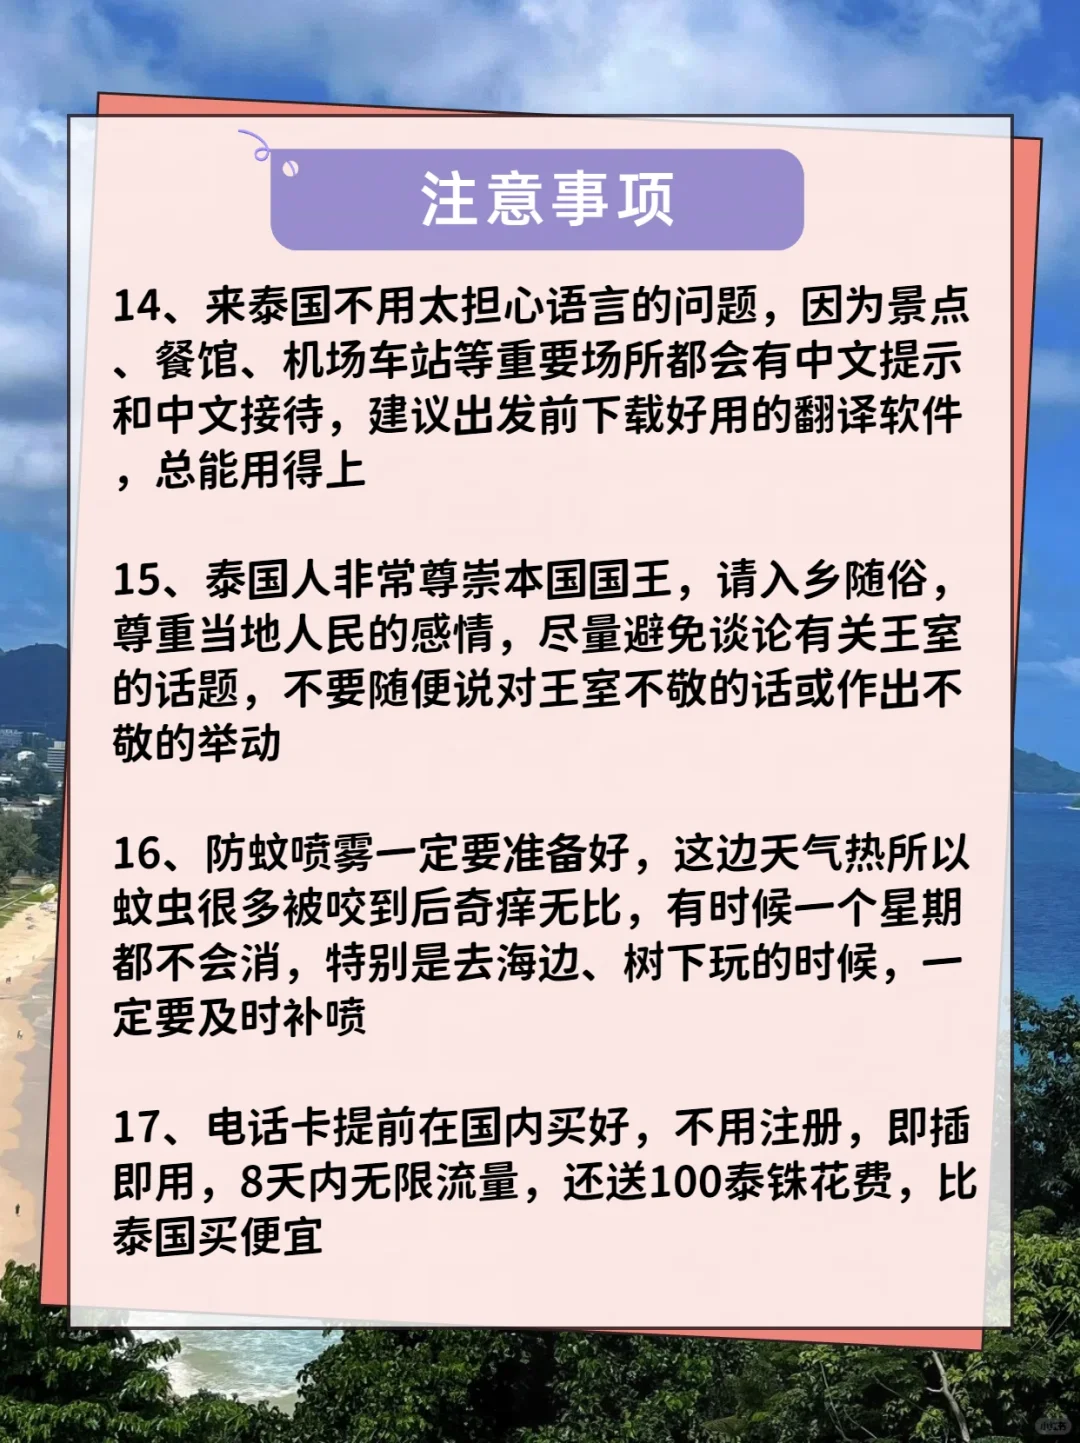 注意事项
14、来泰国不用太担心语言的问题，因为景点
、餐馆、机场车站等重要场所都会有中文提示
和中文接待，建议出发前下载好用的翻译软件
，总能用得上
15、泰国人非常尊崇本国国王，请入乡随俗，
尊重当地人民的感情，尽量避免谈论有关王室
的话题，不要随便说对王室不敬的话或作出不
敬的举动
16、防蚊喷雾一定要准备好，这边天气热所以
蚊虫很多被咬到后奇痒无比，有时候一个星期
都不会消，特别是去海边、树下玩的时候，一
定要及时补喷
17、电话卡提前在国内买好，不用注册，即插
即用，8天内无限流量，还送100泰铢花费，比
泰国买便宜
小红书